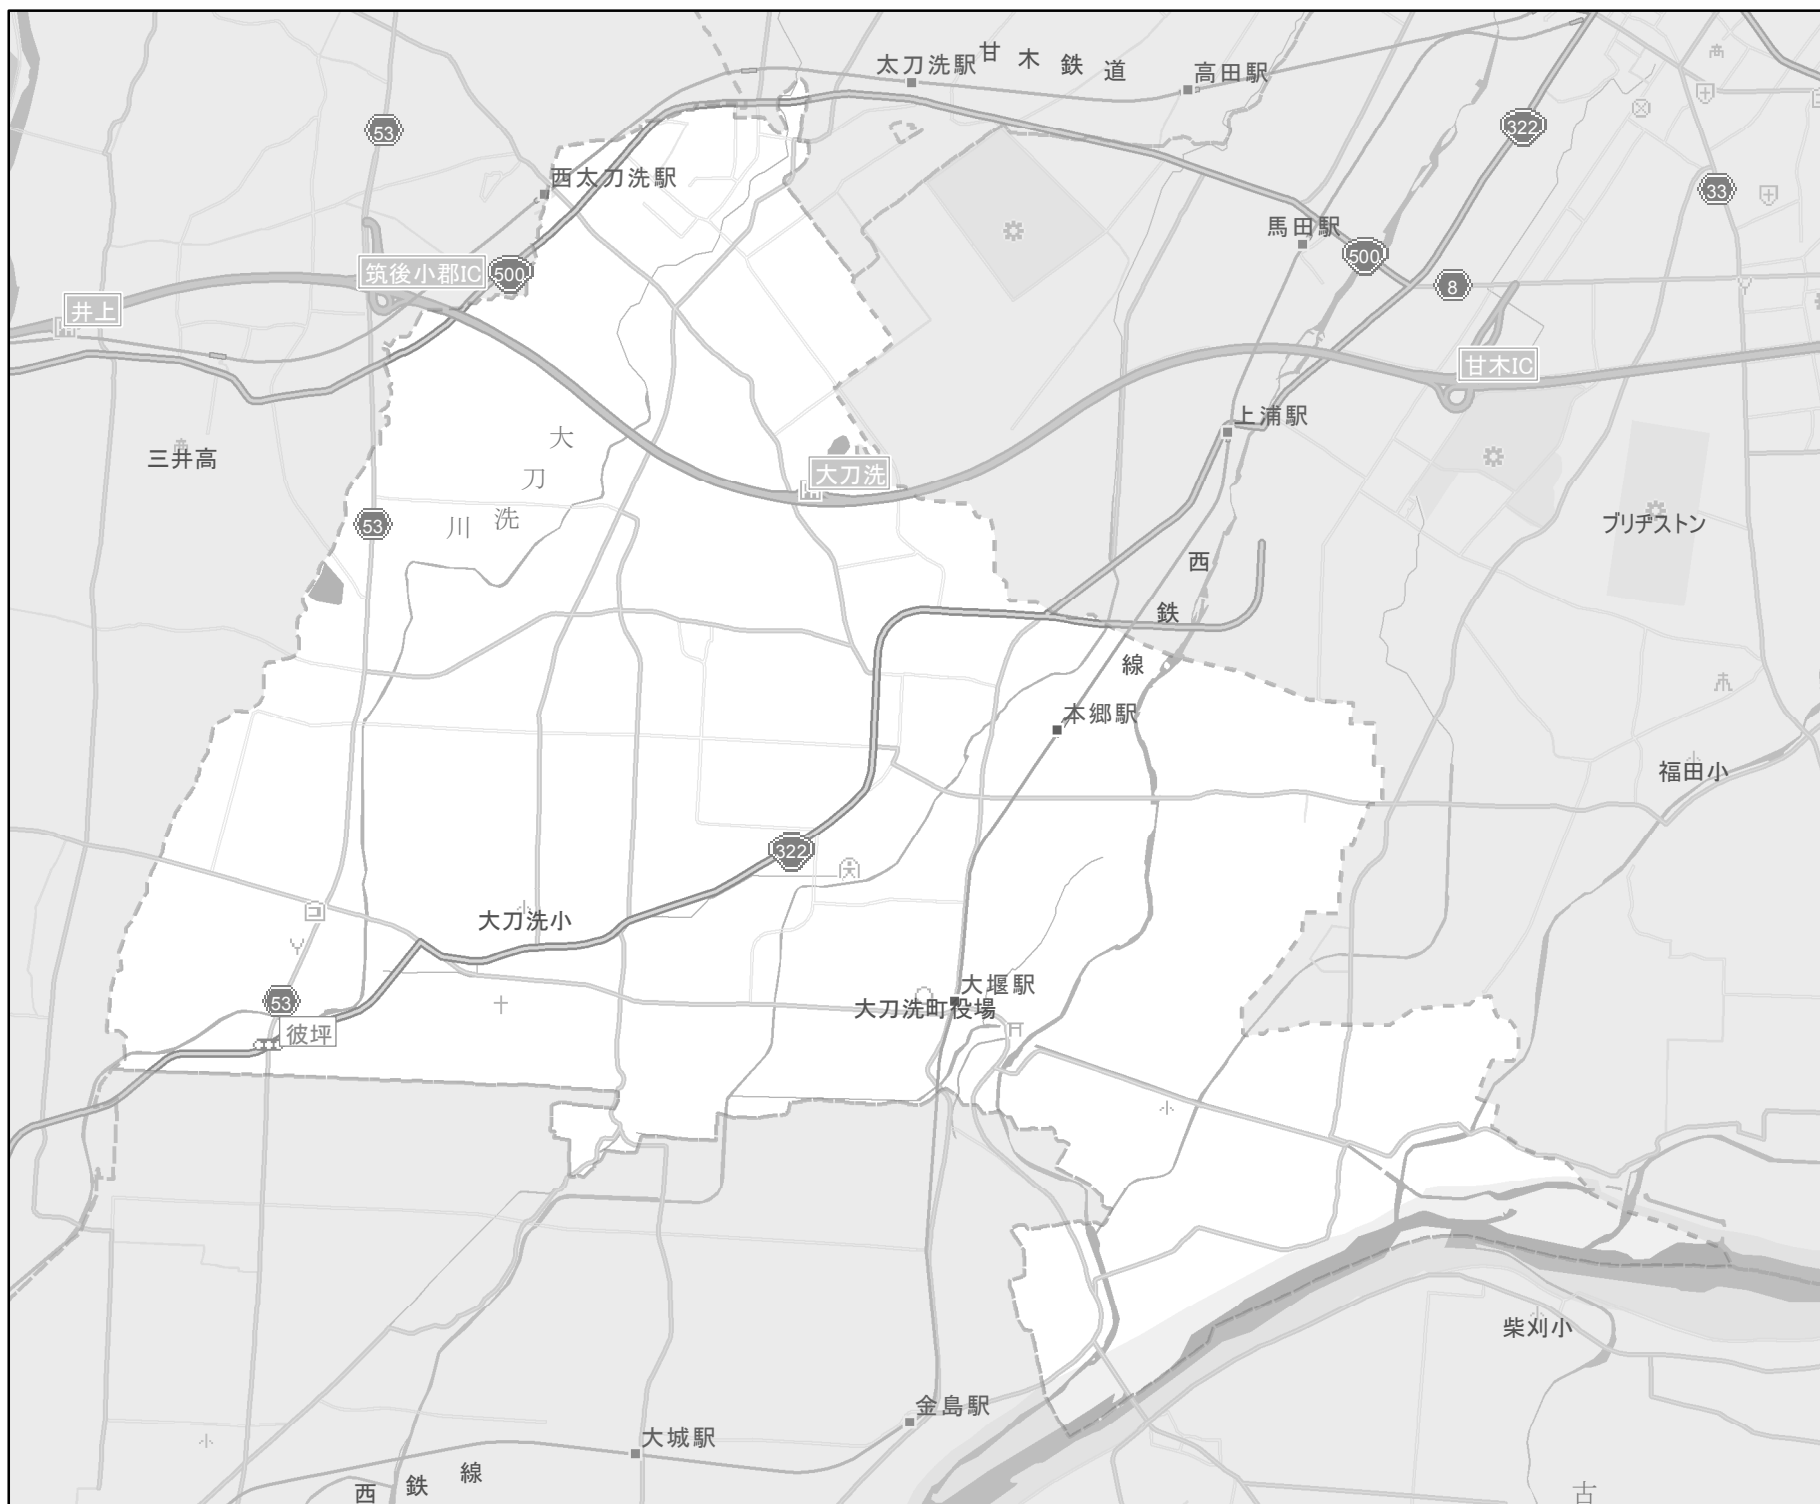 太刀洗駅
甘木鉄道
高田駅
53
322
西太刀洗駅
33
馬田駅
筑後小郡IC
500
500
8
井上
甘木IC
上浦駅
三井高
大刀洗川
大刀洗
53
ブリヂストン
西鉄線
本郷駅
福田小
322
大刀洗小
大堰駅
大刀洗町役場
53
彼坪
柴刈小
金島駅
大城駅
西鉄線
古